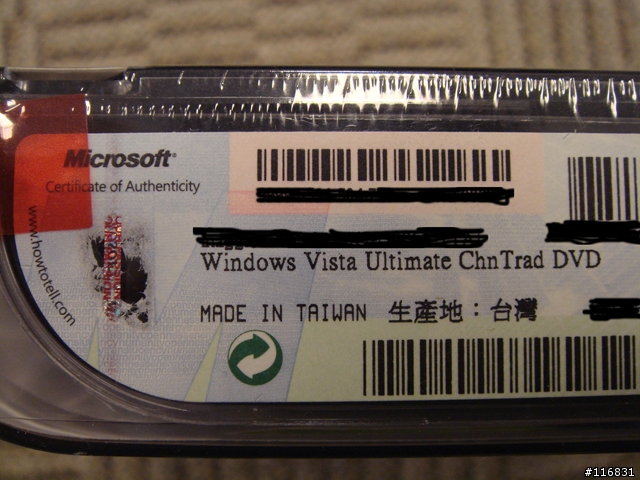 Microsoft®
Certificate of Authenticity
www.howtotell.com
Windows Vista Ultimate ChnTrad DVD
MADE IN TAIWAN 生產地：台灣
#116831